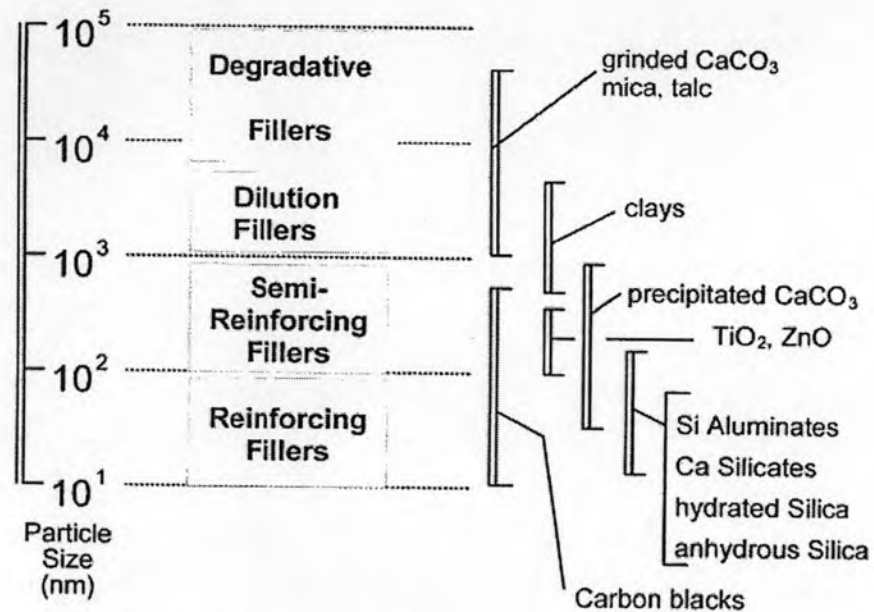 10⁵
10⁴
10³
10²
10¹
Particle
Size
(nm)
Degradative
Fillers
Dilution
Fillers
Semi-
Reinforcing
Fillers
Reinforcing
Fillers
grinded CaCO₃
mica, talc
clays
precipitated CaCO₃
TiO₂, ZnO
Si Aluminates
Ca Silicates
hydrated Silica
anhydrous Silica
Carbon blacks